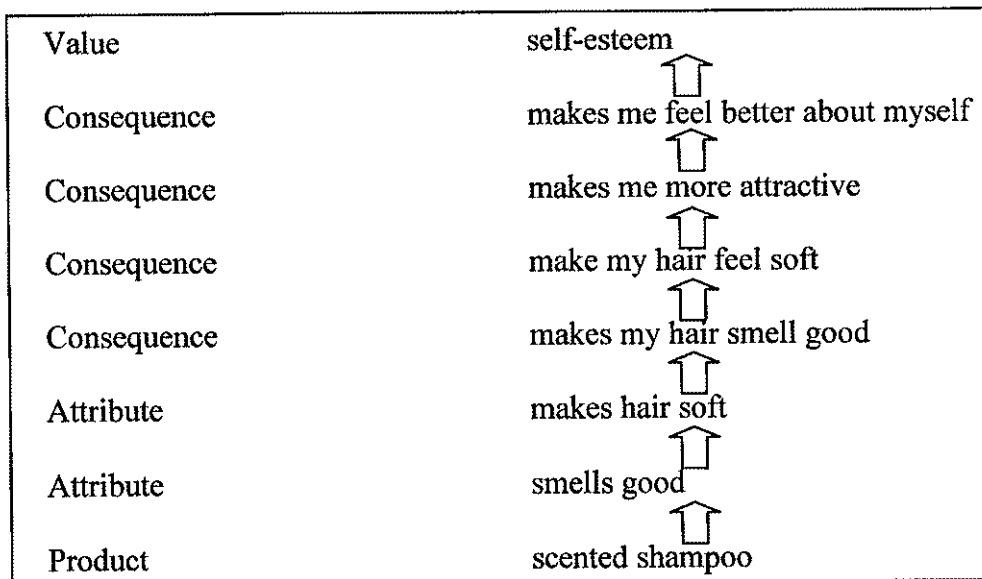 Value self-esteem
Consequence makes me feel better about myself
Consequence makes me more attractive
Consequence make my hair feel soft
Consequence makes my hair smell good
Attribute makes hair soft
Attribute smells good
Product scented shampoo